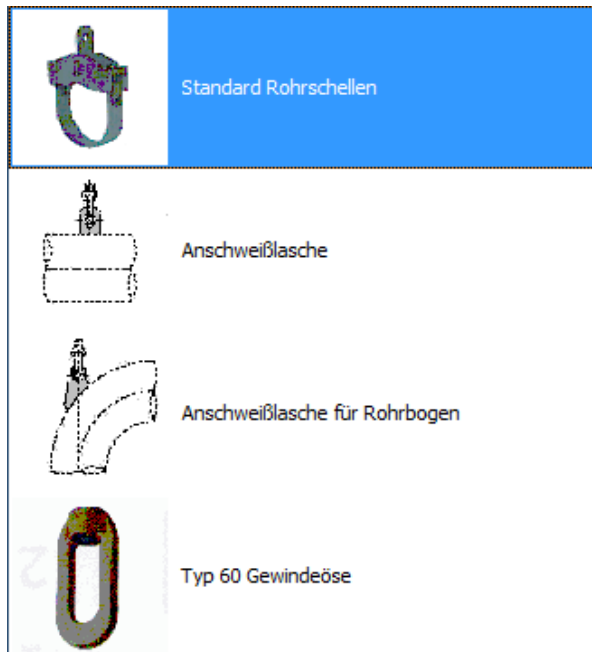 Standard Rohrschellen
Anschweißlasche
Anschweißlasche für Rohrbogen
Typ 60 Gewindeöse